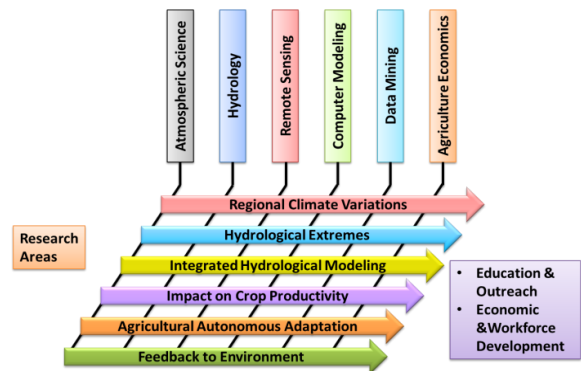 Atmospheric Science
Hydrology
Remote Sensing
Computer Modeling
Data Mining
Agriculture Economics
Regional Climate Variations
Hydrological Extremes
Integrated Hydrological Modeling
Impact on Crop Productivity
Agricultural Autonomous Adaptation
Feedback to Environment
Research
Areas
• Education &
Outreach
• Economic
&Workforce
Development